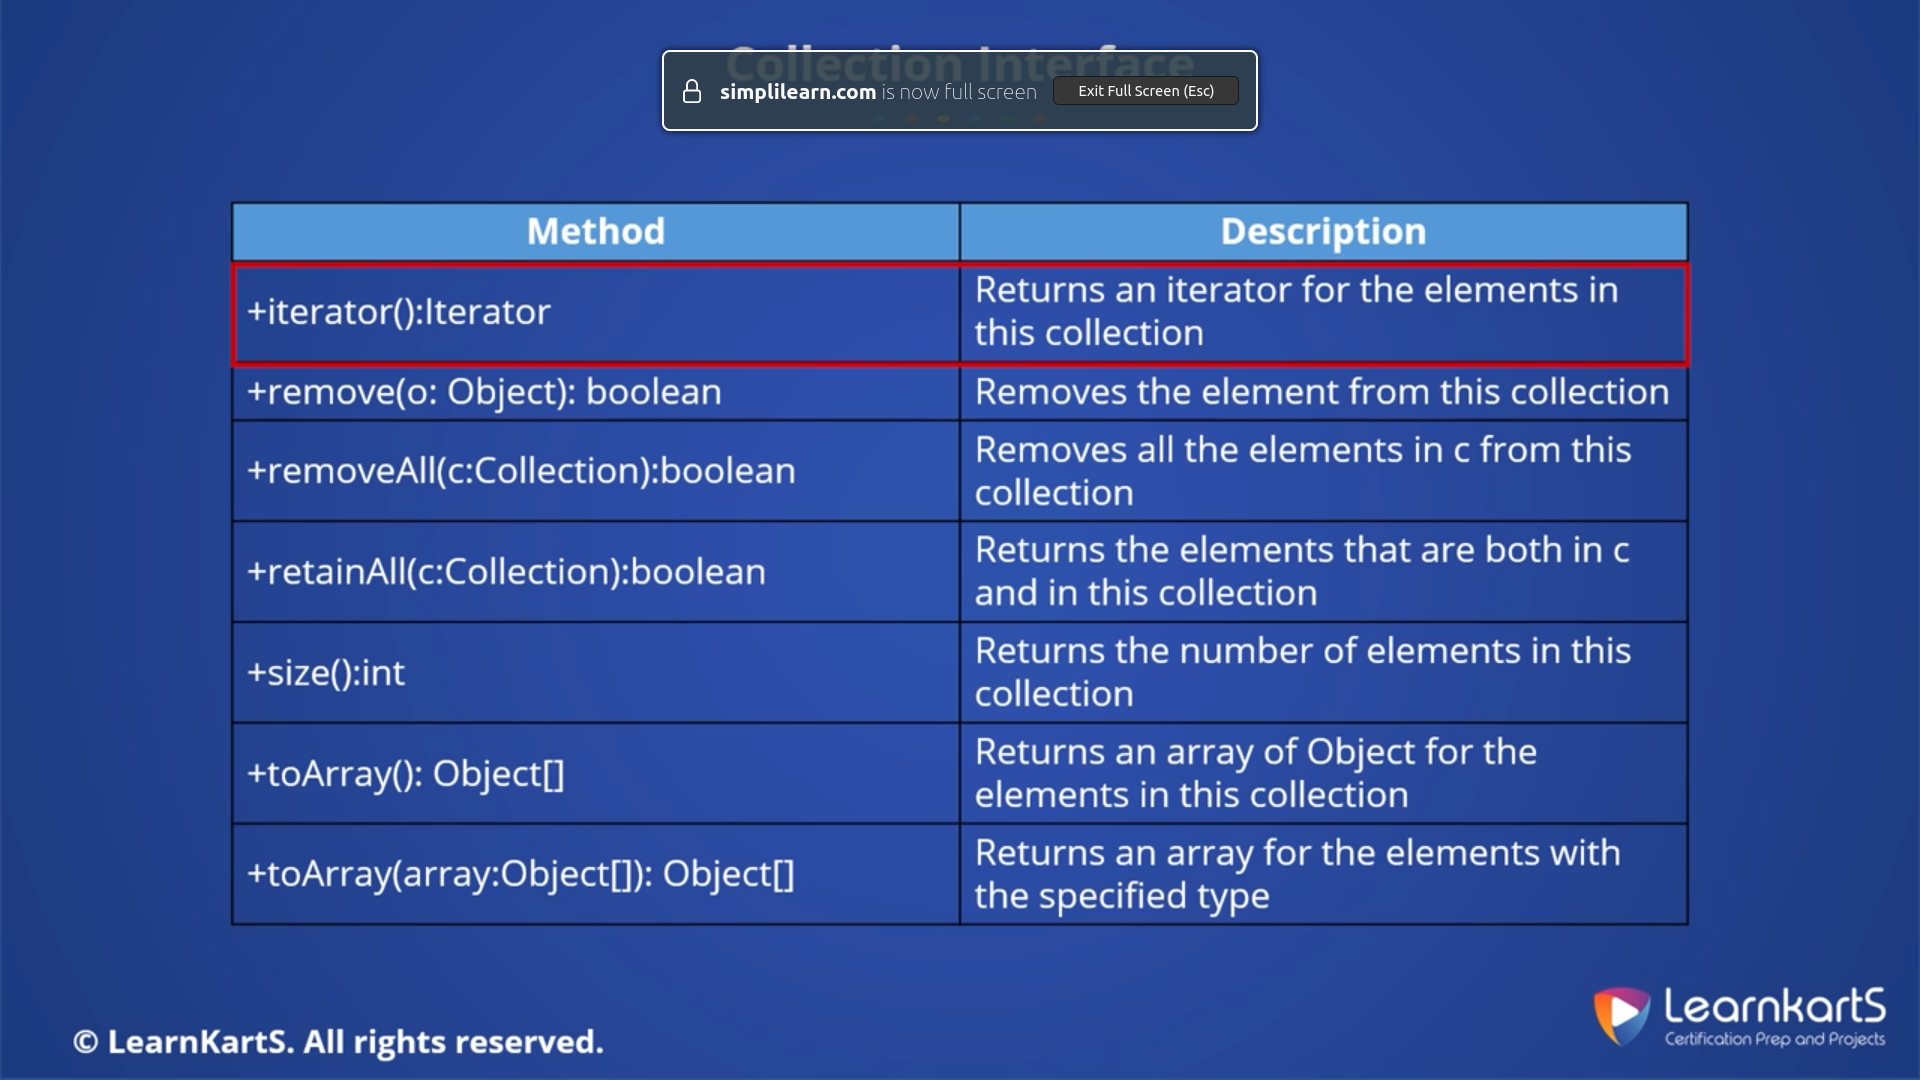 Collection Interface
simplilearn.com is now full screen
Exit Full Screen (Esc)
Method
Description
+iterator():Iterator
Returns an iterator for the elements in
this collection
+remove(o: Object): boolean
Removes the element from this collection
+removeAll(c:Collection):boolean
Removes all the elements in c from this
collection
+retainAll(c:Collection):boolean
Returns the elements that are both in c
and in this collection
+size():int
Returns the number of elements in this
collection
+toArray(): Object[]
Returns an array of Object for the
elements in this collection
+toArray(array:Object[]): Object[]
Returns an array for the elements with
the specified type
© LearnKartS. All rights reserved.
LearnkartS
Certification Prep and Projects